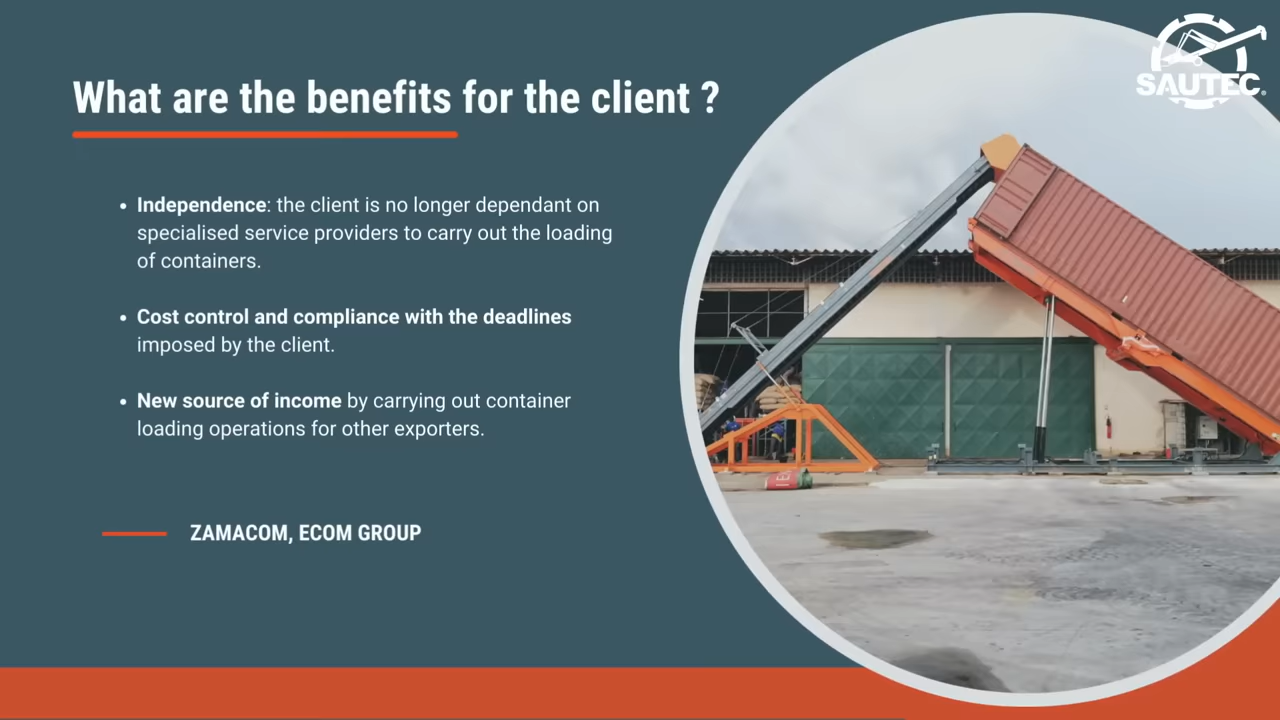 SAUTEC®
What are the benefits for the client ?
• Independence: the client is no longer dependant on
specialised service providers to carry out the loading
of containers.
• Cost control and compliance with the deadlines
imposed by the client.
• New source of income by carrying out container
loading operations for other exporters.
ZAMACOM, ECOM GROUP